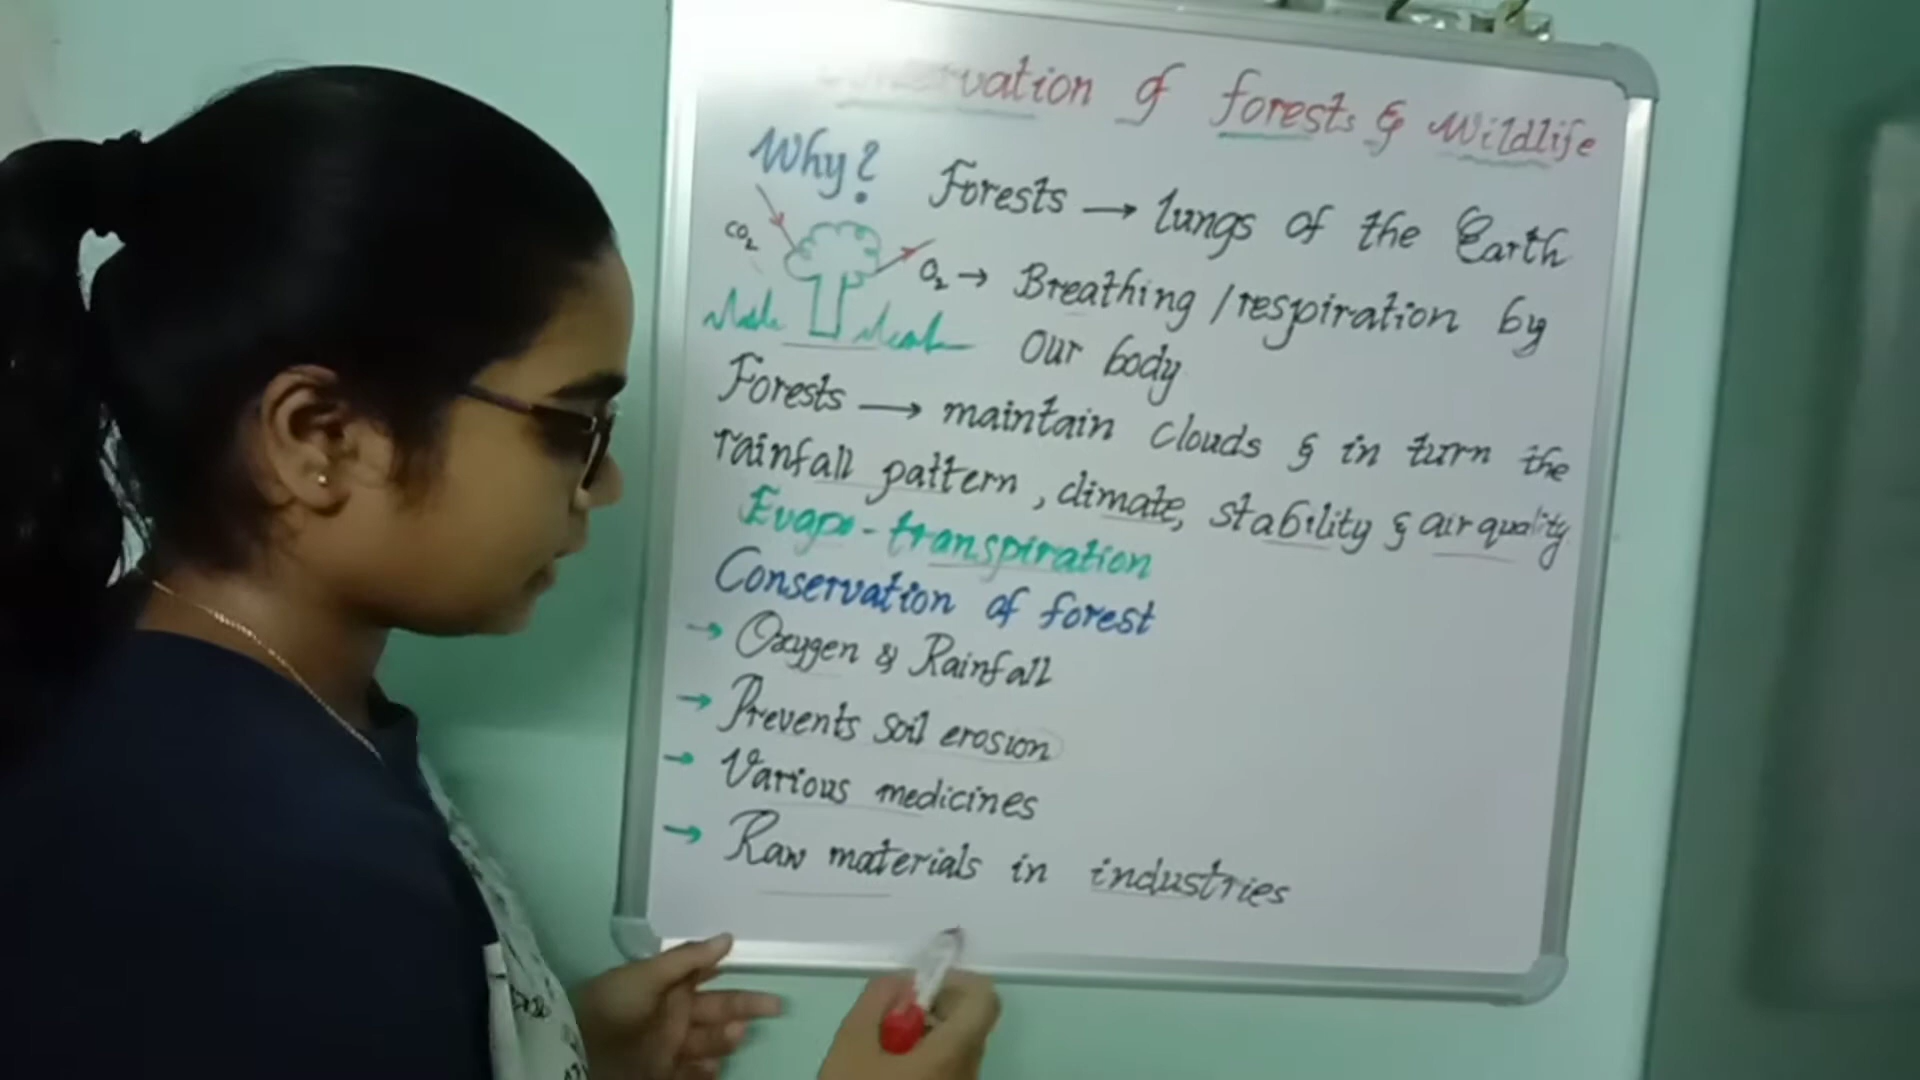 Conservation of forests & Wildlife
Why?
Forests → lungs of the Earth
CO₂
O₂ → Breathing / respiration by
our body
Forests → maintain clouds & in turn the
rainfall pattern, climate, stability & air quality
Evapo-transpiration
Conservation of forest
→ Oxygen & Rainfall
→ Prevents soil erosion
→ Various medicines
→ Raw materials in industries